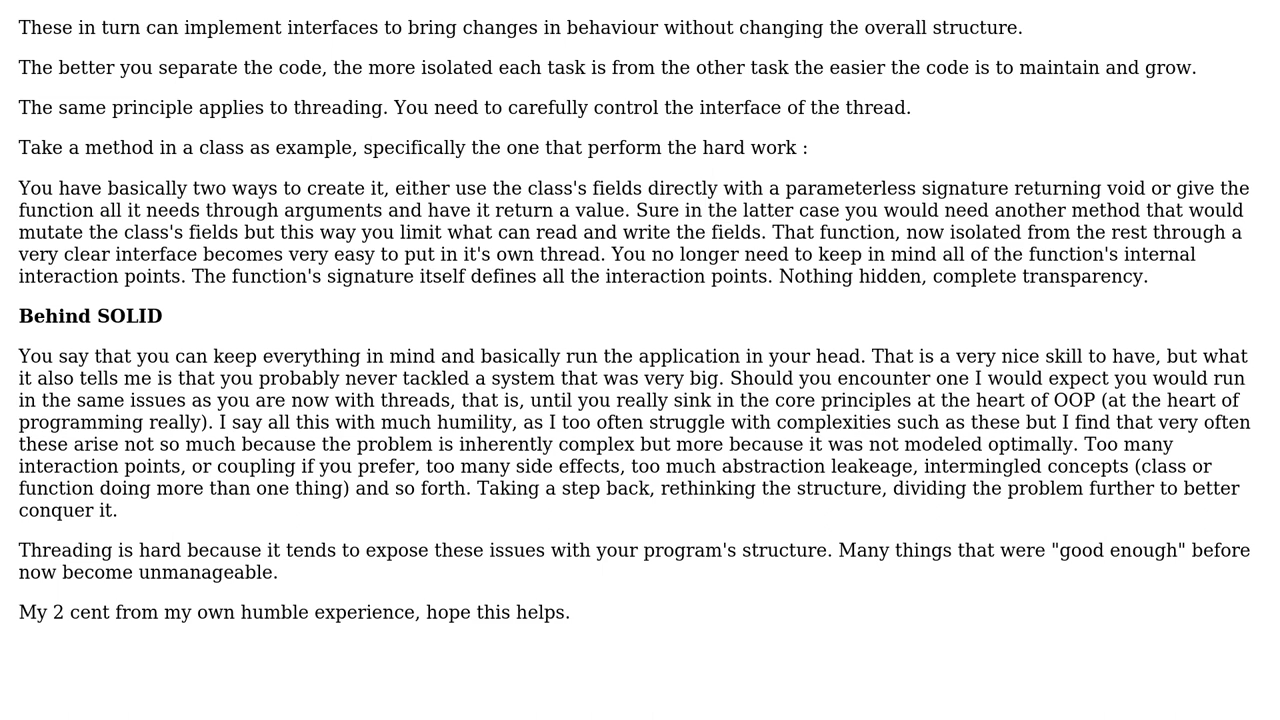 These in turn can implement interfaces to bring changes in behaviour without changing the overall structure.
The better you separate the code, the more isolated each task is from the other task the easier the code is to maintain and grow.
The same principle applies to threading. You need to carefully control the interface of the thread.
Take a method in a class as example, specifically the one that perform the hard work :
You have basically two ways to create it, either use the class's fields directly with a parameterless signature returning void or give the
function all it needs through arguments and have it return a value. Sure in the latter case you would need another method that would
mutate the class's fields but this way you limit what can read and write the fields. That function, now isolated from the rest through a
very clear interface becomes very easy to put in it's own thread. You no longer need to keep in mind all of the function's internal
interaction points. The function's signature itself defines all the interaction points. Nothing hidden, complete transparency.
Behind SOLID
You say that you can keep everything in mind and basically run the application in your head. That is a very nice skill to have, but what
it also tells me is that you probably never tackled a system that was very big. Should you encounter one I would expect you would run
in the same issues as you are now with threads, that is, until you really sink in the core principles at the heart of OOP (at the heart of
programming really). I say all this with much humility, as I too often struggle with complexities such as these but I find that very often
these arise not so much because the problem is inherently complex but more because it was not modeled optimally. Too many
interaction points, or coupling if you prefer, too many side effects, too much abstraction leakeage, intermingled concepts (class or
function doing more than one thing) and so forth. Taking a step back, rethinking the structure, dividing the problem further to better
conquer it.
Threading is hard because it tends to expose these issues with your program's structure. Many things that were "good enough" before
now become unmanageable.
My 2 cent from my own humble experience, hope this helps.